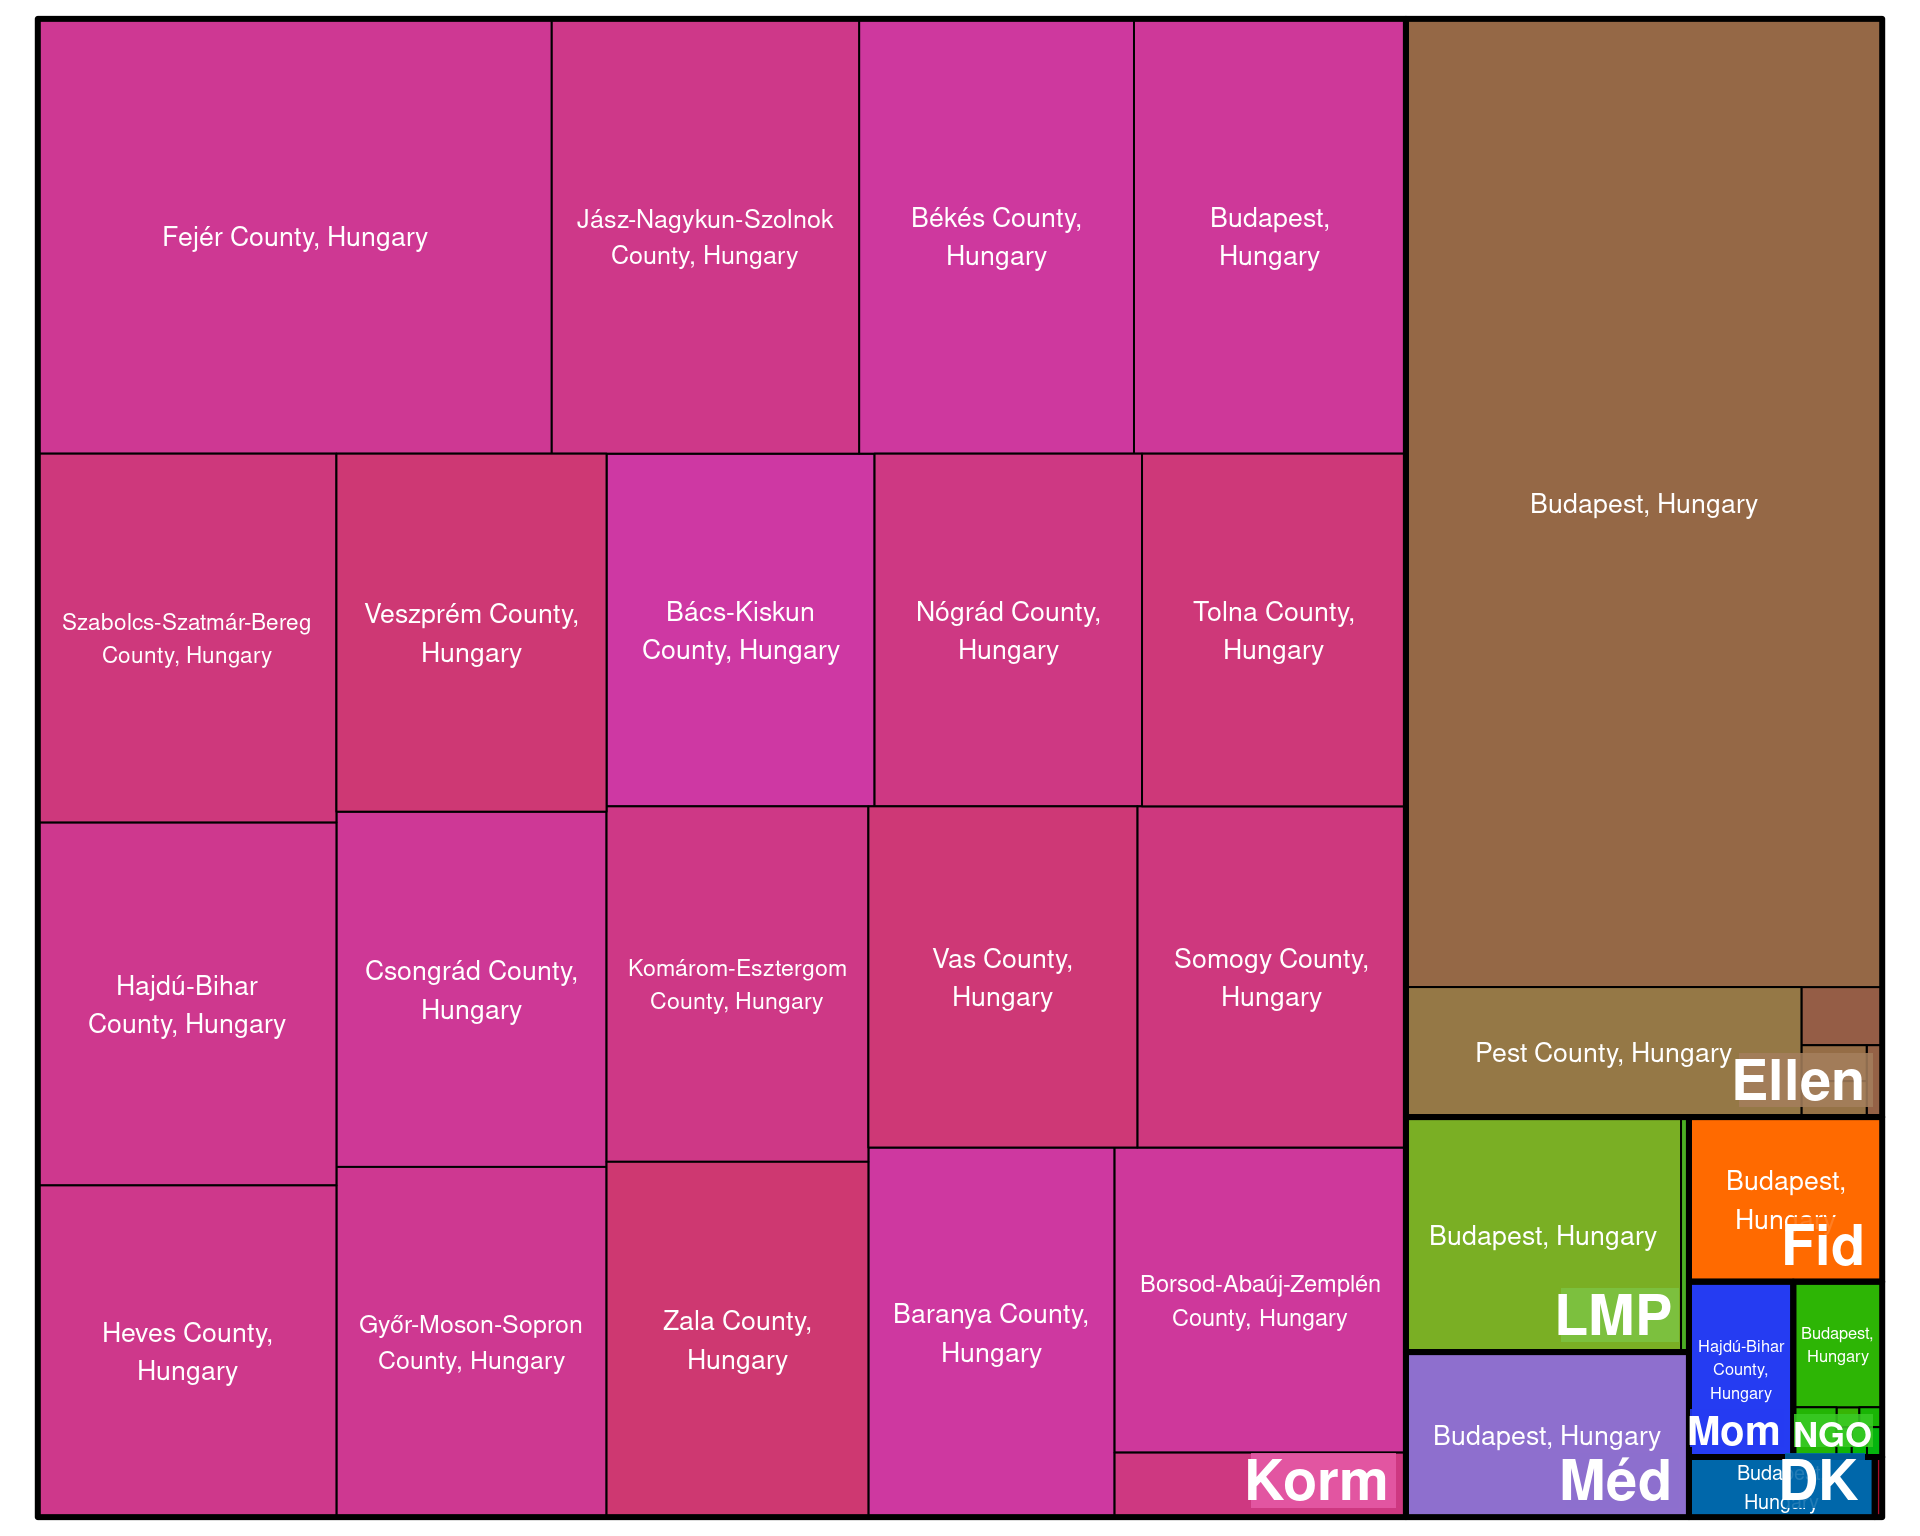 Fejér County, Hungary
Jász-Nagykun-Szolnok
County, Hungary
Békés County,
Hungary
Budapest,
Hungary
Szabolcs-Szatmár-Bereg
County, Hungary
Veszprém County,
Hungary
Bács-Kiskun
County, Hungary
Nógrád County,
Hungary
Tolna County,
Hungary
Hajdú-Bihar
County, Hungary
Csongrád County,
Hungary
Komárom-Esztergom
County, Hungary
Vas County,
Hungary
Somogy County,
Hungary
Heves County,
Hungary
Győr-Moson-Sopron
County, Hungary
Zala County,
Hungary
Baranya County,
Hungary
Borsod-Abaúj-Zemplén
County, Hungary
Korm
Budapest, Hungary
Pest County, Hungary
Ellen
Budapest, Hungary
LMP
Budapest, Hungary
Méd
Budapest,
Hungary
Fid
Hajdú-Bihar
County,
Hungary
Mom
Budapest,
Hungary
NGO
Budapest,
Hungary
DK